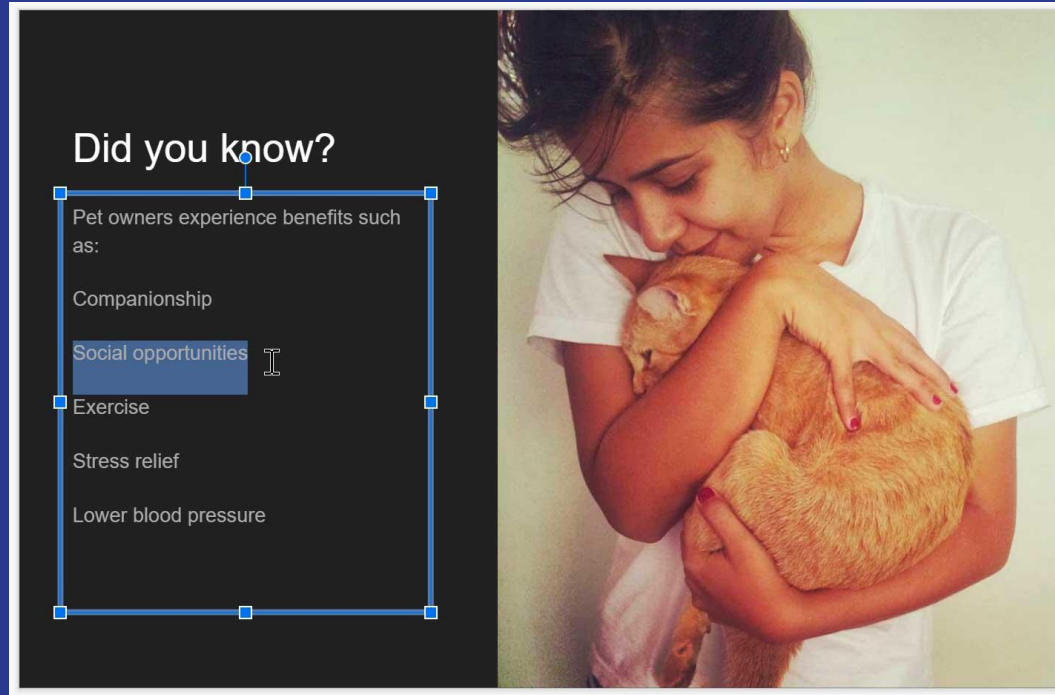 Did you know?
Pet owners experience benefits such
as:
Companionship
Social opportunities
Exercise
Stress relief
Lower blood pressure